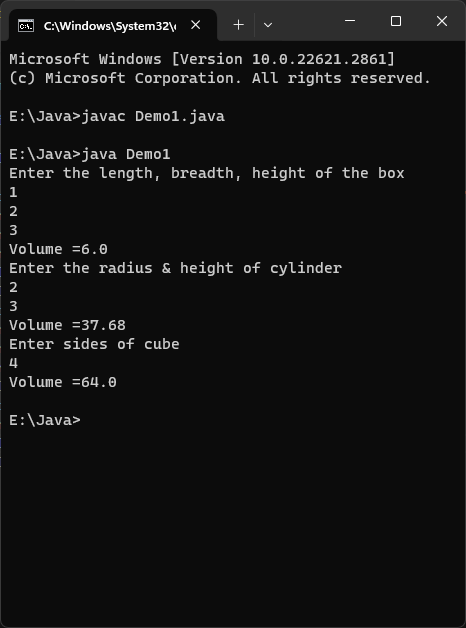 C:\Windows\System32\
Microsoft Windows [Version 10.0.22621.2861]
(c) Microsoft Corporation. All rights reserved.
E:\Java>javac Demo1.java
E:\Java>java Demo1
Enter the length, breadth, height of the box
1
2
3
Volume =6.0
Enter the radius & height of cylinder
2
3
Volume =37.68
Enter sides of cube
4
Volume =64.0
E:\Java>